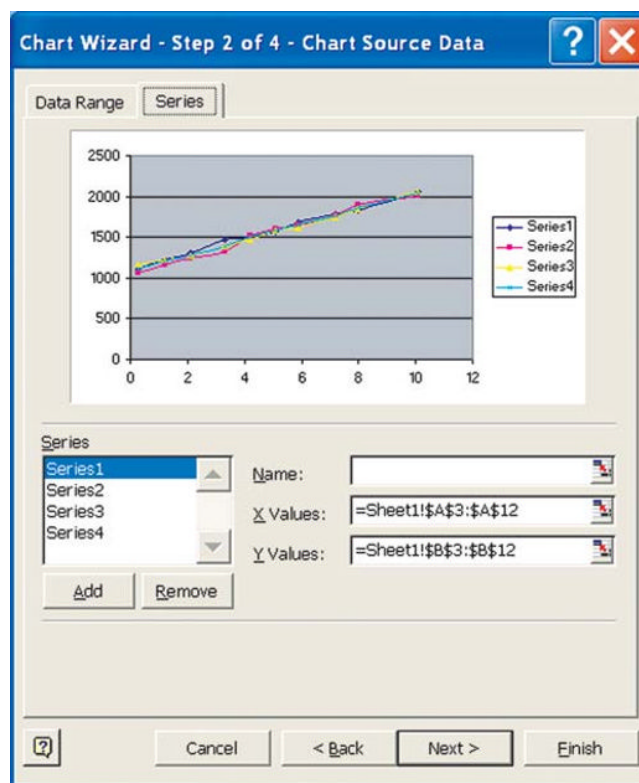 Chart Wizard - Step 2 of 4 - Chart Source Data
Data Range Series
2500
2000
1500
1000
500
0
0 2 4 6 8 10 12
Series1
Series2
Series3
Series4
Series
Series1
Series2
Series3
Series4
Name:
X Values: =Sheet1!$A$3:$A$12
Y Values: =Sheet1!$B$3:$B$12
Add Remove
Cancel < Back Next > Finish